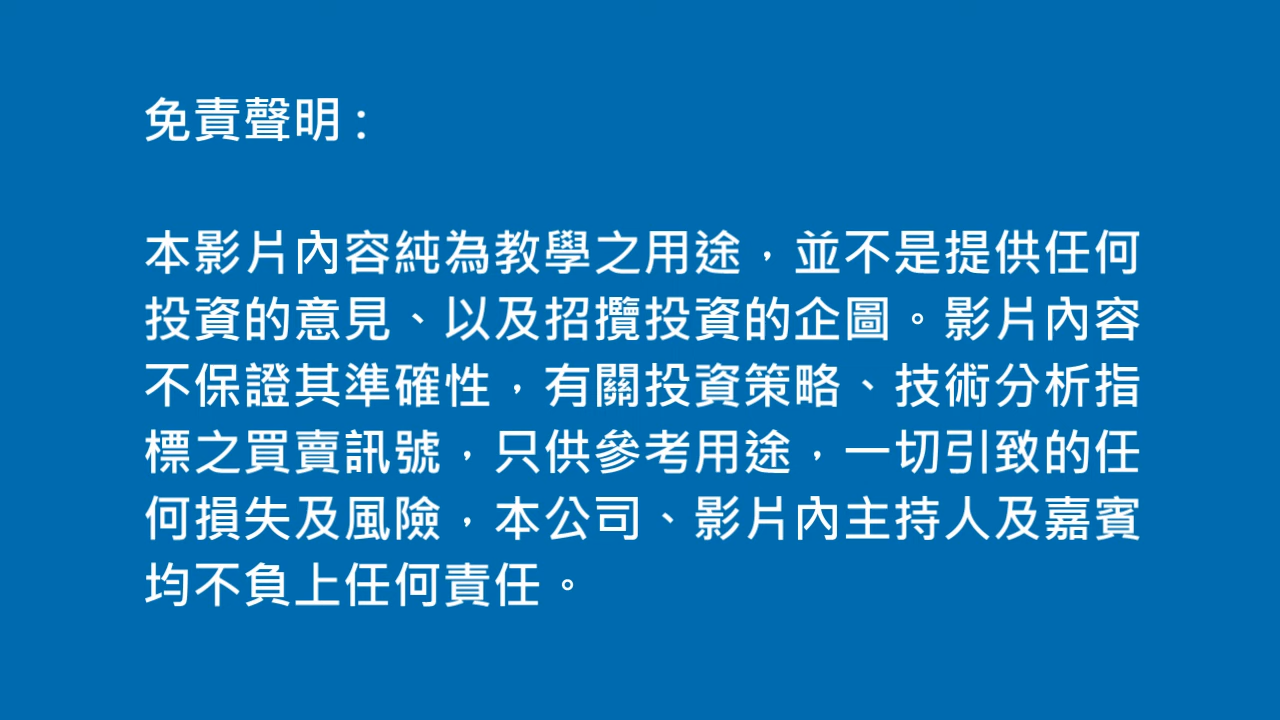 免責聲明：
本影片內容純為教學之用途，並不是提供任何
投資的意見、以及招攬投資的企圖。影片內容
不保證其準確性，有關投資策略、技術分析指
標之買賣訊號，只供參考用途，一切引致的任
何損失及風險，本公司、影片內主持人及嘉賓
均不負上任何責任。